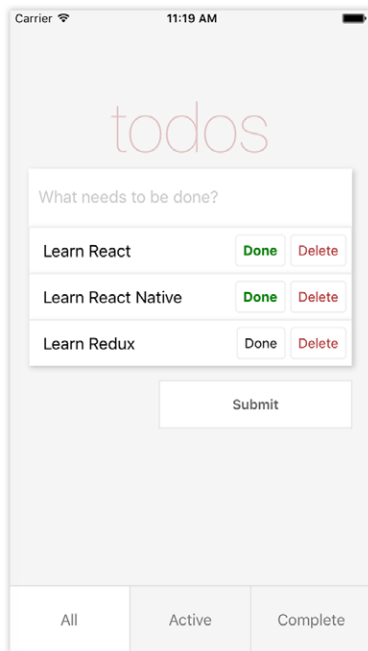 Carrier 11:19 AM
todos
What needs to be done?
Learn React Done Delete
Learn React Native Done Delete
Learn Redux Done Delete
Submit
All Active Complete